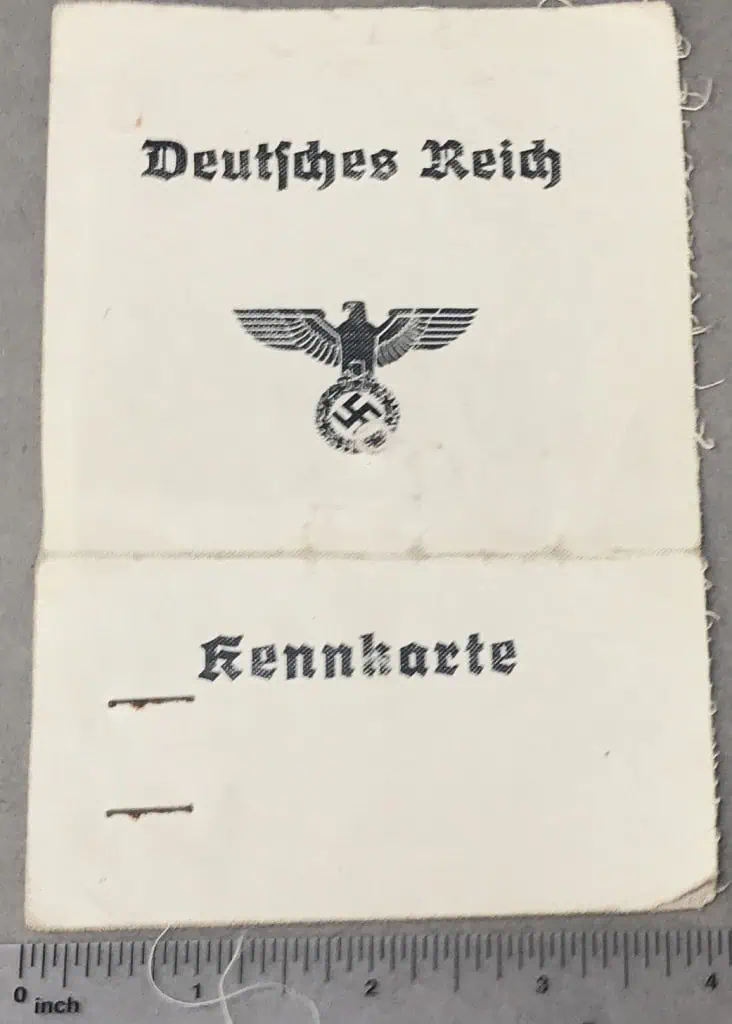 Deutſches Reich
Kennkarte
0 inch 1 2 3 4